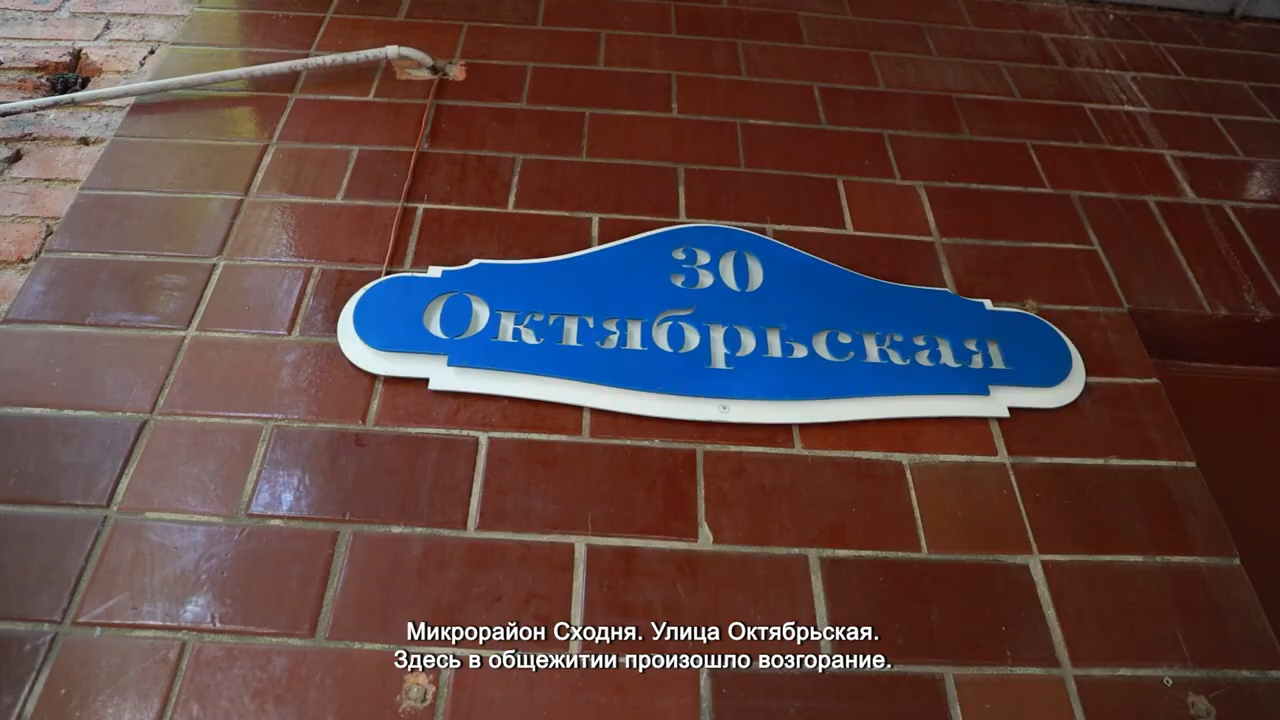 30
Октябрьская
Микрорайон Сходня. Улица Октябрьская.
Здесь в общежитии произошло возгорание.